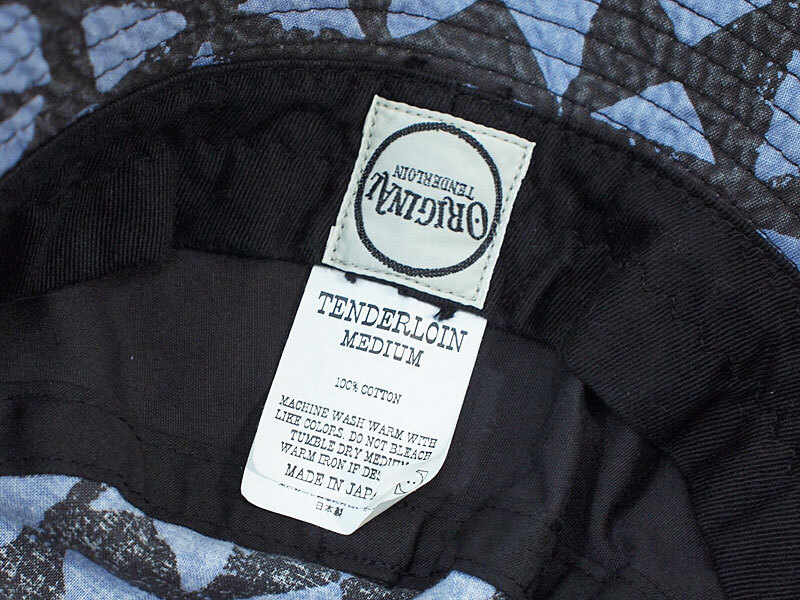 ORIGINAL
TENDERLOIN
TENDERLOIN
MEDIUM
100% COTTON
MACHINE WASH WARM WITH
LIKE COLORS. DO NOT BLEACH
TUMBLE DRY MEDIUM
WARM IRON IF DES
MADE IN JAPA
日本製